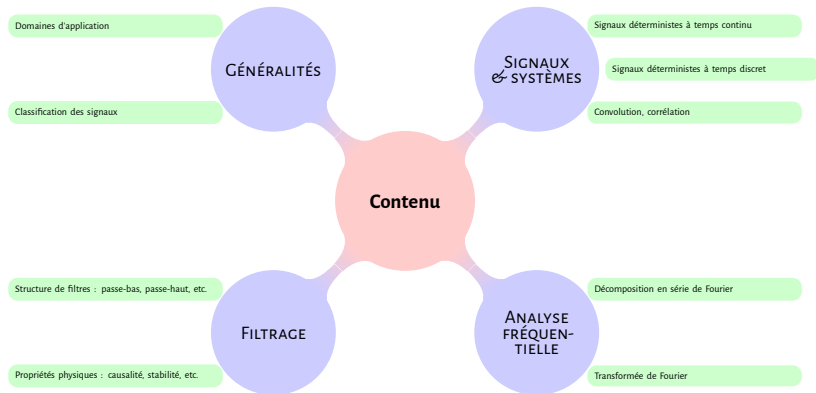 Domaines d'application
Classification des signaux
Généralités
Signaux
& systèmes
Signaux déterministes à temps continu
Signaux déterministes à temps discret
Convolution, corrélation
Contenu
Structure de filtres : passe-bas, passe-haut, etc.
Propriétés physiques : causalité, stabilité, etc.
Filtrage
Analyse
fréquen-
tielle
Décomposition en série de Fourier
Transformée de Fourier